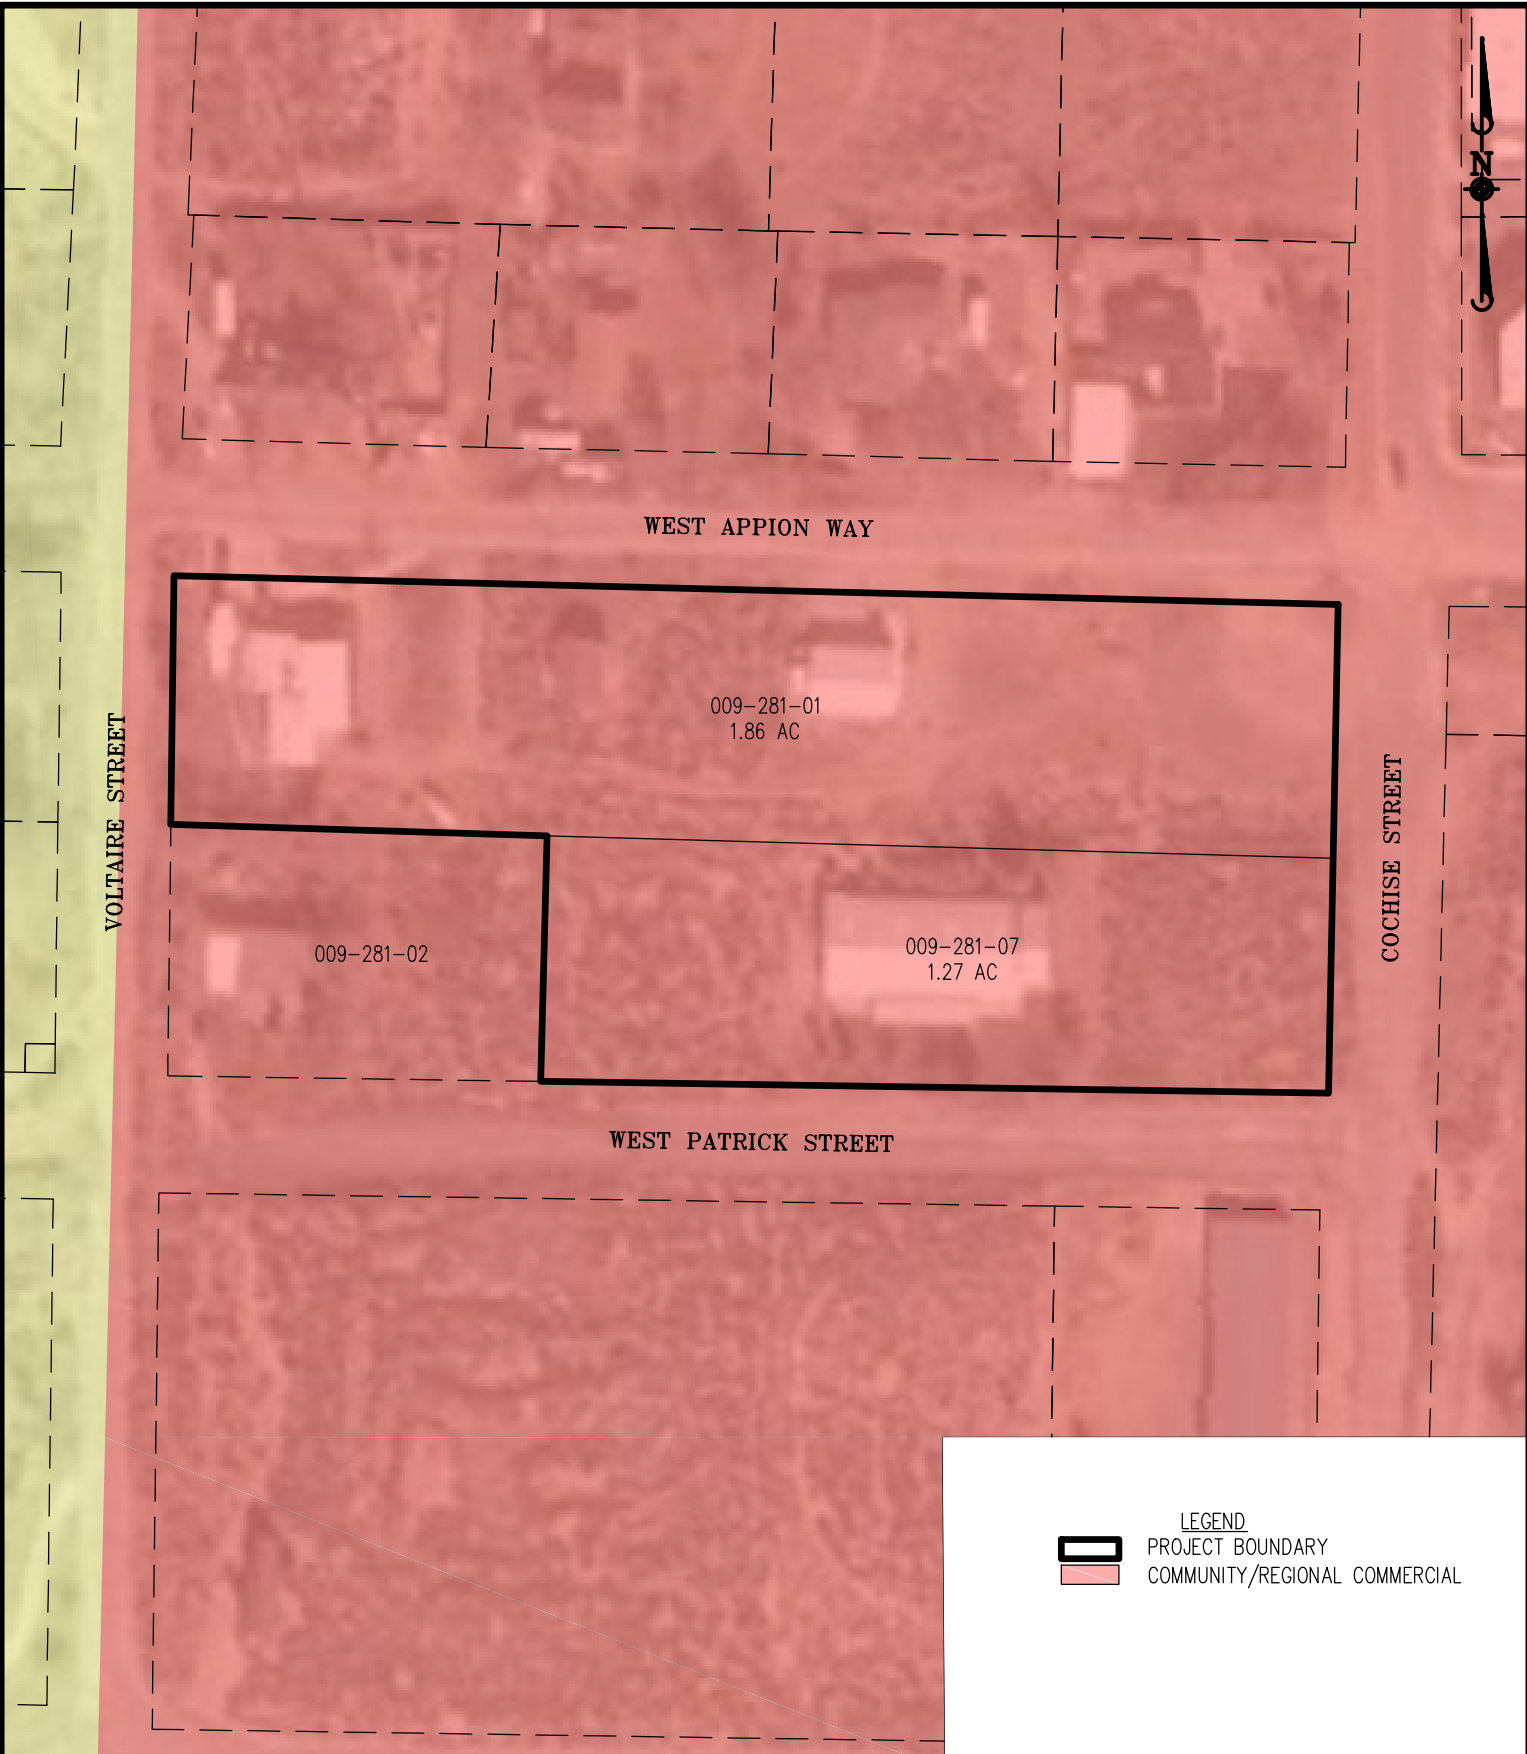 N
WEST APPION WAY
009-281-01
1.86 AC
VOLTAIRE STREET
COCHISE STREET
009-281-02
009-281-07
1.27 AC
WEST PATRICK STREET
LEGEND
PROJECT BOUNDARY
COMMUNITY/REGIONAL COMMERCIAL